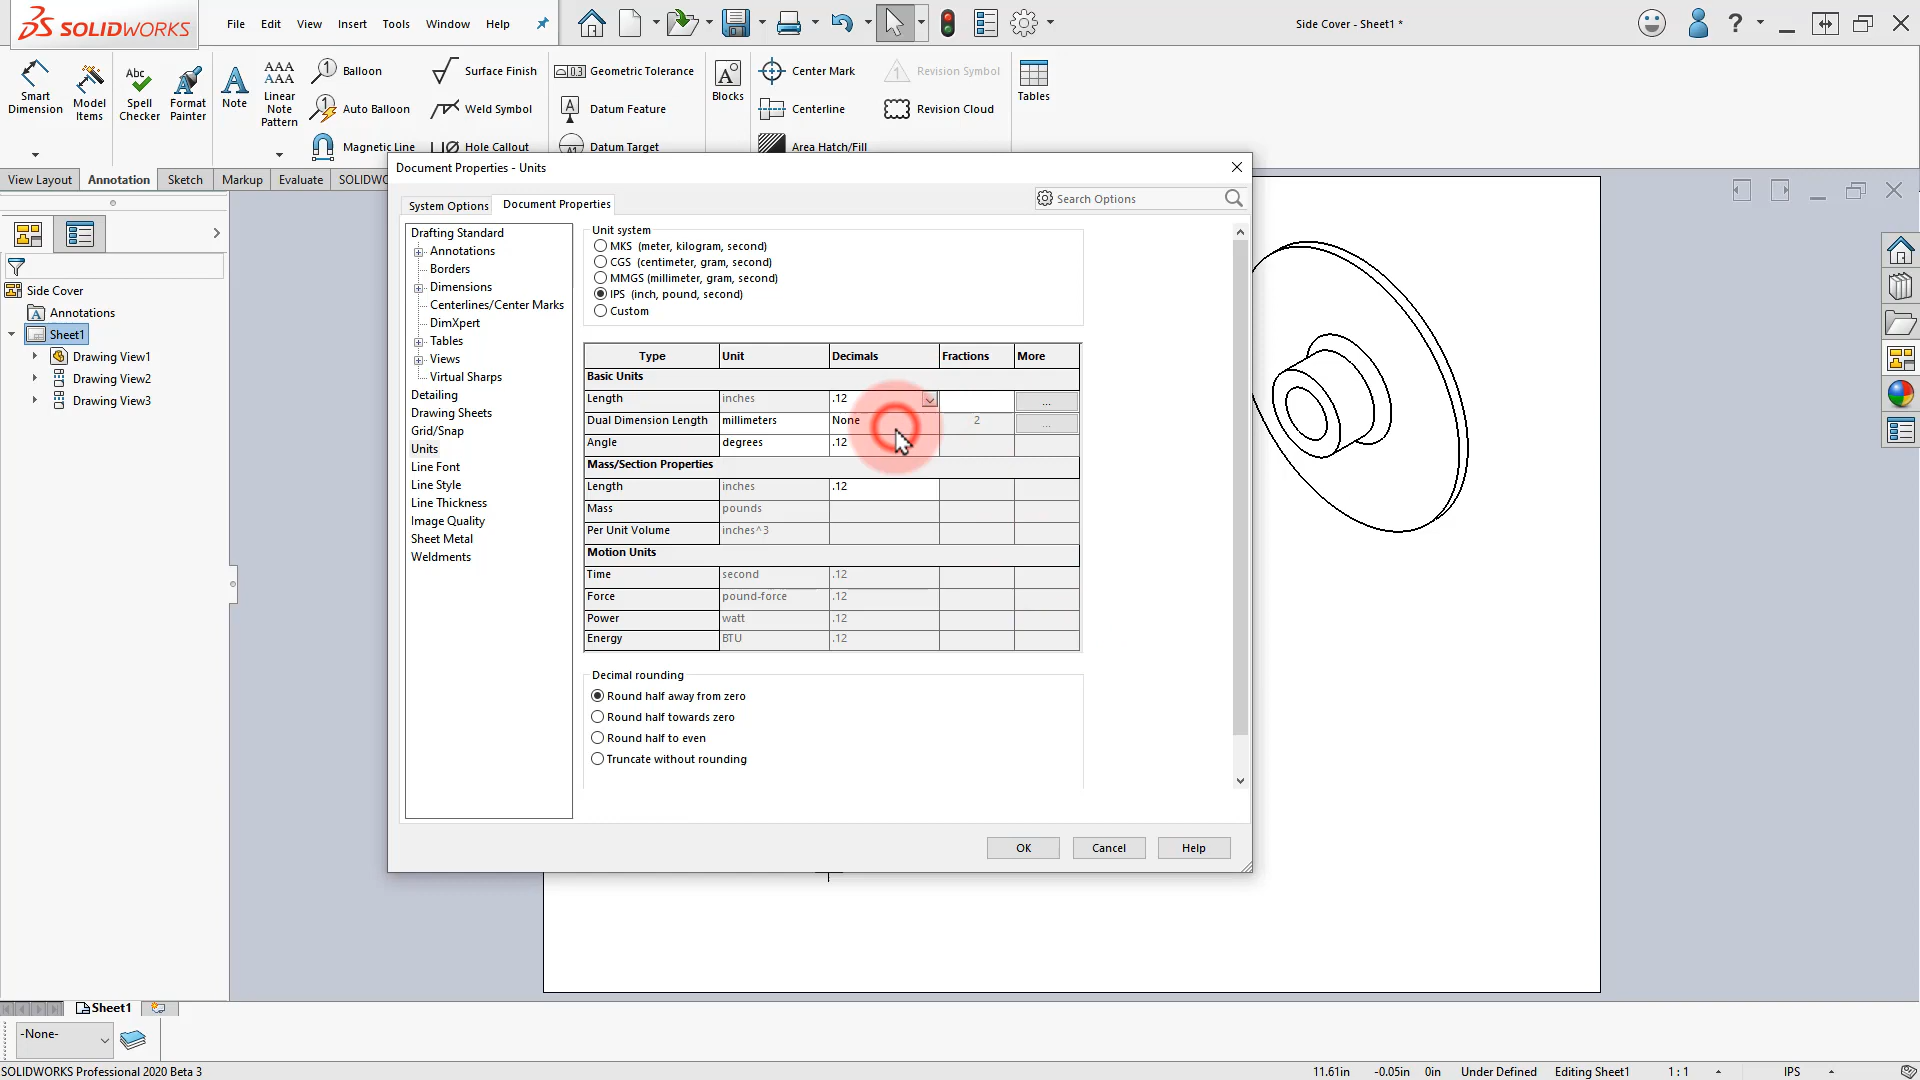 SOLIDWORKS File Edit View Insert Tools Window Help Side Cover - Sheet1 * ?
Smart Dimension
Model Items
Abc Spell Checker
Format Painter
A Note
AAA AAA Linear Note Pattern
1 Balloon
Auto Balloon
Magnetic Line
Surface Finish
Weld Symbol
Hole Callout
0.3 Geometric Tolerance
A Datum Feature
A1 Datum Target
Blocks
Center Mark
Centerline
Area Hatch/Fill
Revision Symbol
Revision Cloud
Tables
View Layout Annotation Sketch Markup Evaluate SOLIDWO
Side Cover
Annotations
Sheet1
Drawing View1
Drawing View2
Drawing View3
Document Properties - Units
System Options Document Properties Search Options
Drafting Standard
Annotations
Borders
Dimensions
Centerlines/Center Marks
DimXpert
Tables
Views
Virtual Sharps
Detailing
Drawing Sheets
Grid/Snap
Units
Line Font
Line Style
Line Thickness
Image Quality
Sheet Metal
Weldments
Unit system
MKS (meter, kilogram, second)
CGS (centimeter, gram, second)
MMGS (millimeter, gram, second)
IPS (inch, pound, second)
Custom
Type Unit Decimals Fractions More
Basic Units
Length inches .12 ...
Dual Dimension Length millimeters None 2 ...
Angle degrees .12
Mass/Section Properties
Length inches .12
Mass pounds
Per Unit Volume inches^3
Motion Units
Time second .12
Force pound-force .12
Power watt .12
Energy BTU .12
Decimal rounding
Round half away from zero
Round half towards zero
Round half to even
Truncate without rounding
OK Cancel Help
Sheet1
-None-
SOLIDWORKS Professional 2020 Beta 3 11.61in -0.05in 0in Under Defined Editing Sheet1 1 : 1 IPS